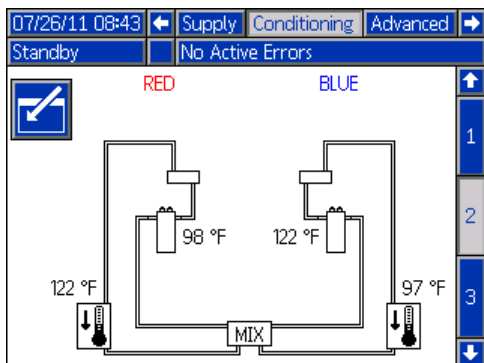 07/26/11 08:43 Supply Conditioning Advanced
Standby No Active Errors
RED BLUE
1
2
98 °F 122 °F
122 °F 97 °F
3
MIX